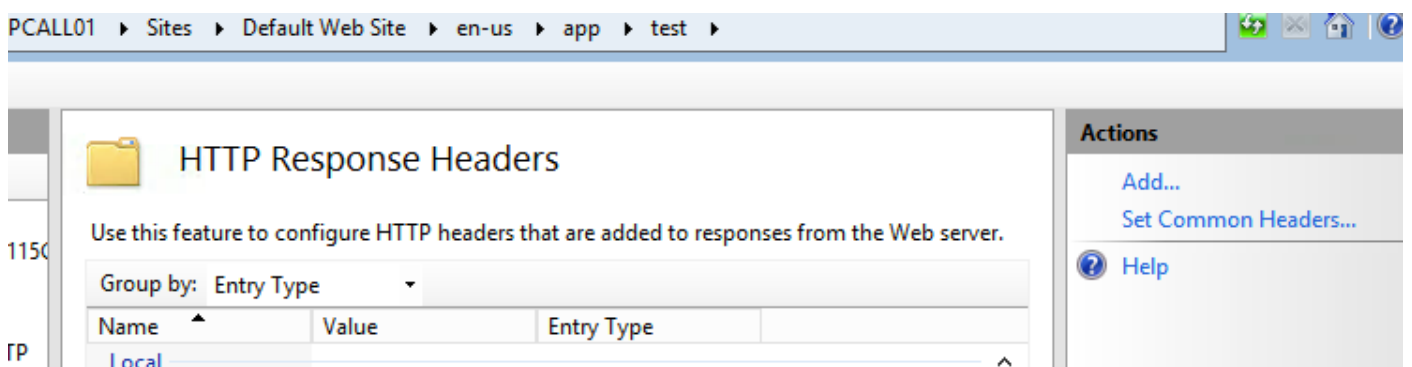 PCALL01 ▸ Sites ▸ Default Web Site ▸ en-us ▸ app ▸ test ▸
HTTP Response Headers
Use this feature to configure HTTP headers that are added to responses from the Web server.
Group by: Entry Type
Name Value Entry Type
Local
Actions
Add...
Set Common Headers...
Help